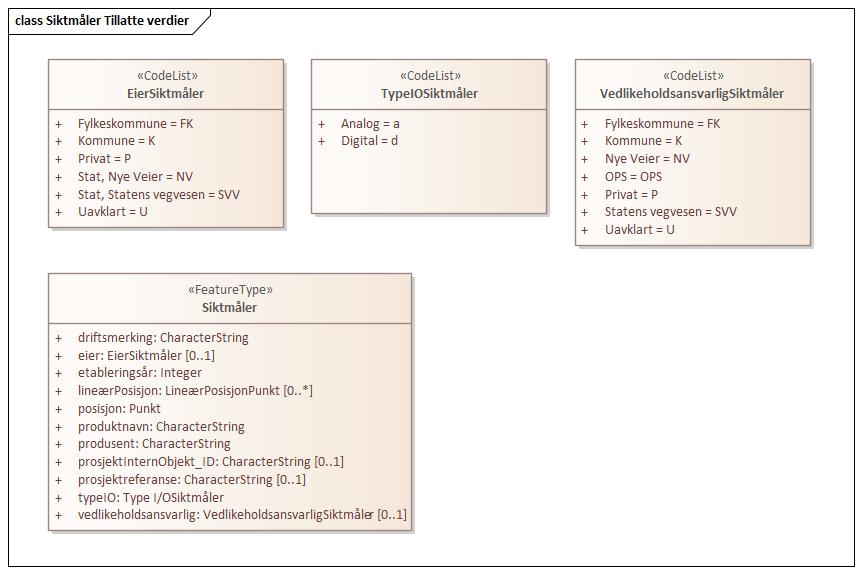 class Siktmåler Tillatte verdier
«CodeList»
EierSiktmåler
+ Fylkeskommune = FK
+ Kommune = K
+ Privat = P
+ Stat, Nye Veier = NV
+ Stat, Statens vegvesen = SVV
+ Uavklart = U
«CodeList»
TypeIOSiktmåler
+ Analog = a
+ Digital = d
«CodeList»
VedlikeholdsansvarligSiktmåler
+ Fylkeskommune = FK
+ Kommune = K
+ Nye Veier = NV
+ OPS = OPS
+ Privat = P
+ Statens vegvesen = SVV
+ Uavklart = U
«FeatureType»
Siktmåler
+ driftsmerking: CharacterString
+ eier: EierSiktmåler [0..1]
+ etableringsår: Integer
+ lineærPosisjon: LineærPosisjonPunkt [0..*]
+ posisjon: Punkt
+ produktnavn: CharacterString
+ produsent: CharacterString
+ prosjektInternObjekt_ID: CharacterString [0..1]
+ prosjektreferanse: CharacterString [0..1]
+ typeIO: Type I/OSiktmåler
+ vedlikeholdsansvarlig: VedlikeholdsansvarligSiktmåler [0..1]